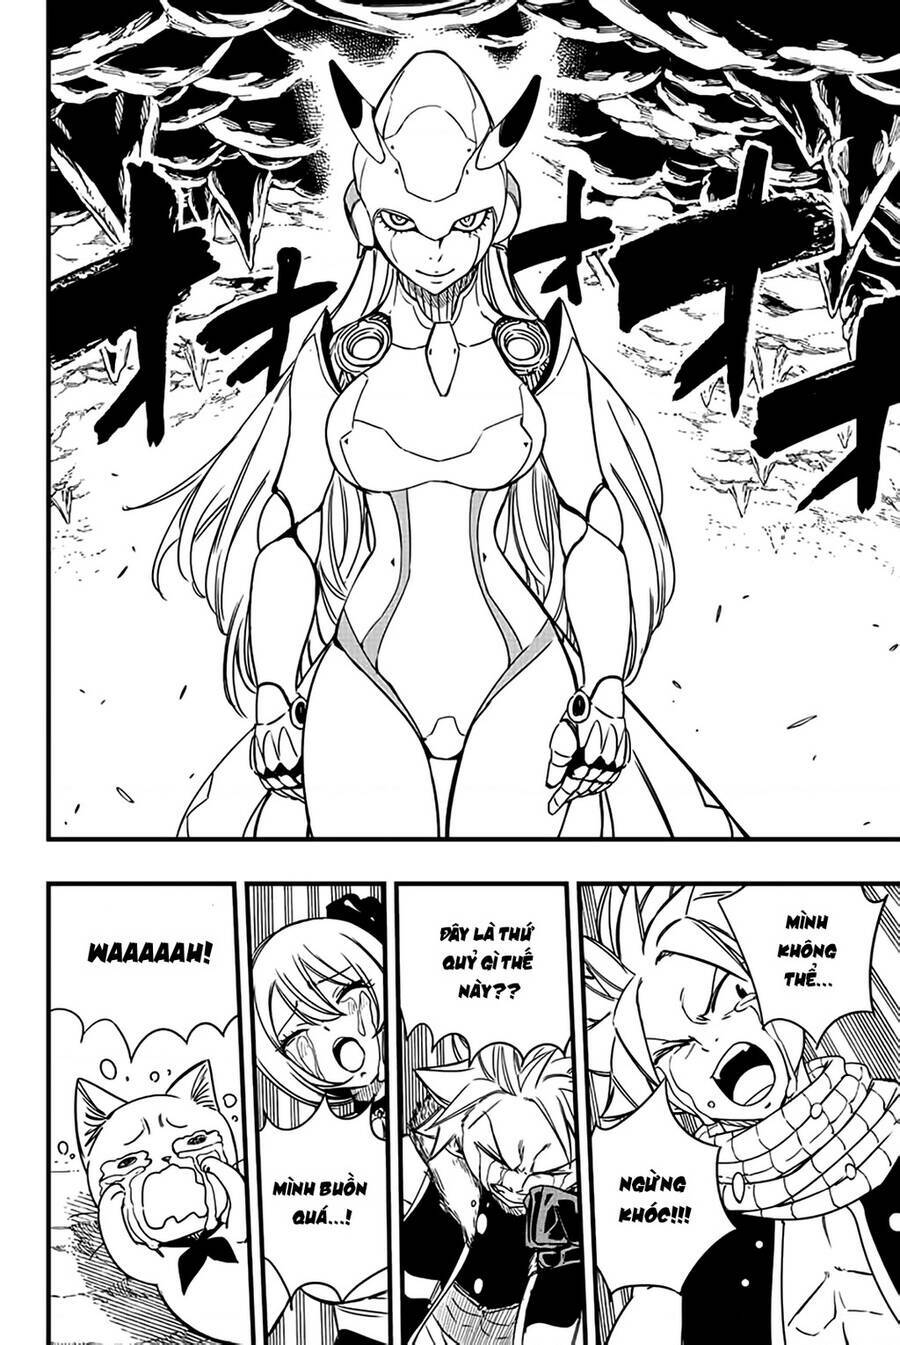 オオオオオ
MÌNH
KHÔNG
THỂ...
NGỪNG
KHÓC!!!
ĐÂY LÀ THỨ
QUỶ GÌ THẾ
NÀY??
MÌNH BUỒN
QUÁ...!
WAAAAAH!